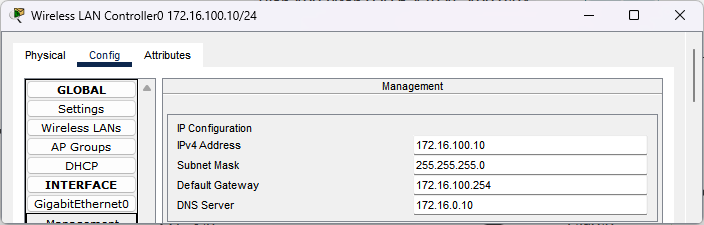 Wireless LAN Controller0 172.16.100.10/24
Physical Config Attributes
GLOBAL
Settings
Wireless LANs
AP Groups
DHCP
INTERFACE
GigabitEthernet0
Management
Management
IP Configuration
IPv4 Address 172.16.100.10
Subnet Mask 255.255.255.0
Default Gateway 172.16.100.254
DNS Server 172.16.0.10